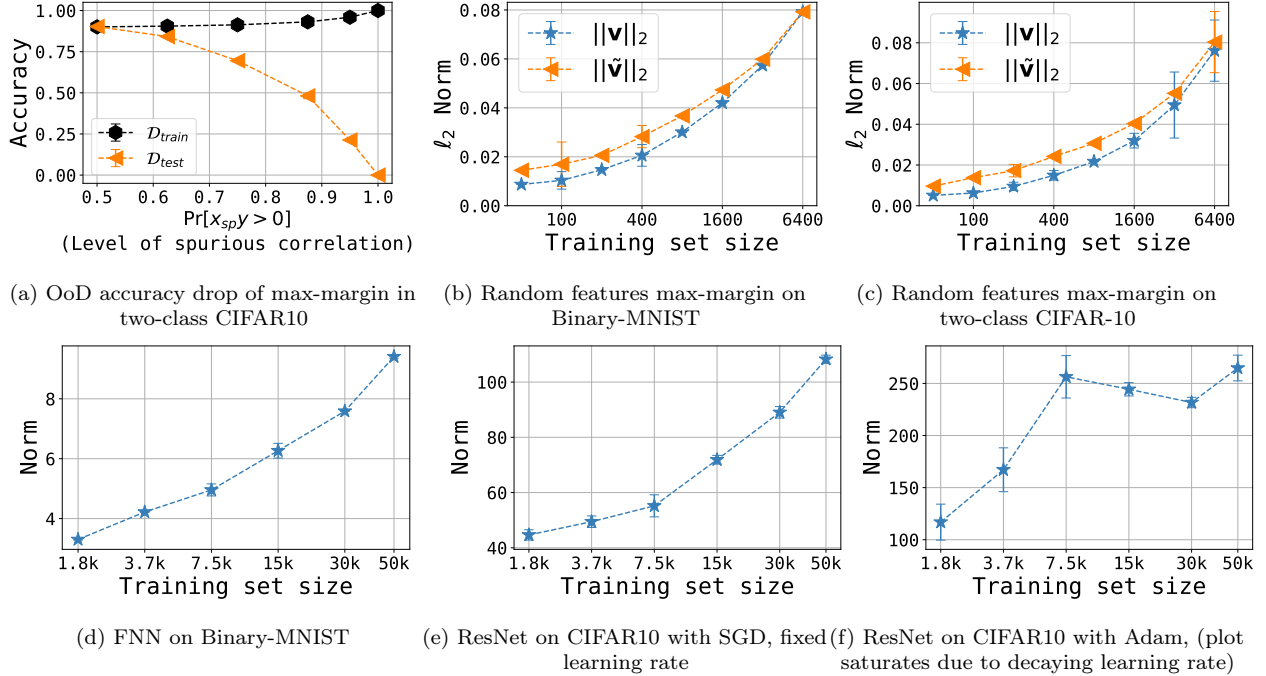 1.00
0.75
0.50
0.25
0.00
Accuracy
𝒟train
𝒟test
0.5 0.6 0.7 0.8 0.9 1.0
Pr[x_sp y > 0]
(Level of spurious correlation)
0.08
0.06
0.04
0.02
0.00
ℓ₂ Norm
||v||₂
||ṽ||₂
100 400 1600 6400
Training set size
0.08
0.06
0.04
0.02
0.00
ℓ₂ Norm
||v||₂
||ṽ||₂
100 400 1600 6400
Training set size
(a) OoD accuracy drop of max-margin in
two-class CIFAR10
(b) Random features max-margin on
Binary-MNIST
(c) Random features max-margin on
two-class CIFAR-10
8
6
4
Norm
1.8k 3.7k 7.5k 15k 30k 50k
Training set size
100
80
60
40
Norm
1.8k 3.7k 7.5k 15k 30k 50k
Training set size
250
200
150
100
Norm
1.8k 3.7k 7.5k 15k 30k 50k
Training set size
(d) FNN on Binary-MNIST
(e) ResNet on CIFAR10 with SGD, fixed
learning rate
(f) ResNet on CIFAR10 with Adam, (plot
saturates due to decaying learning rate)